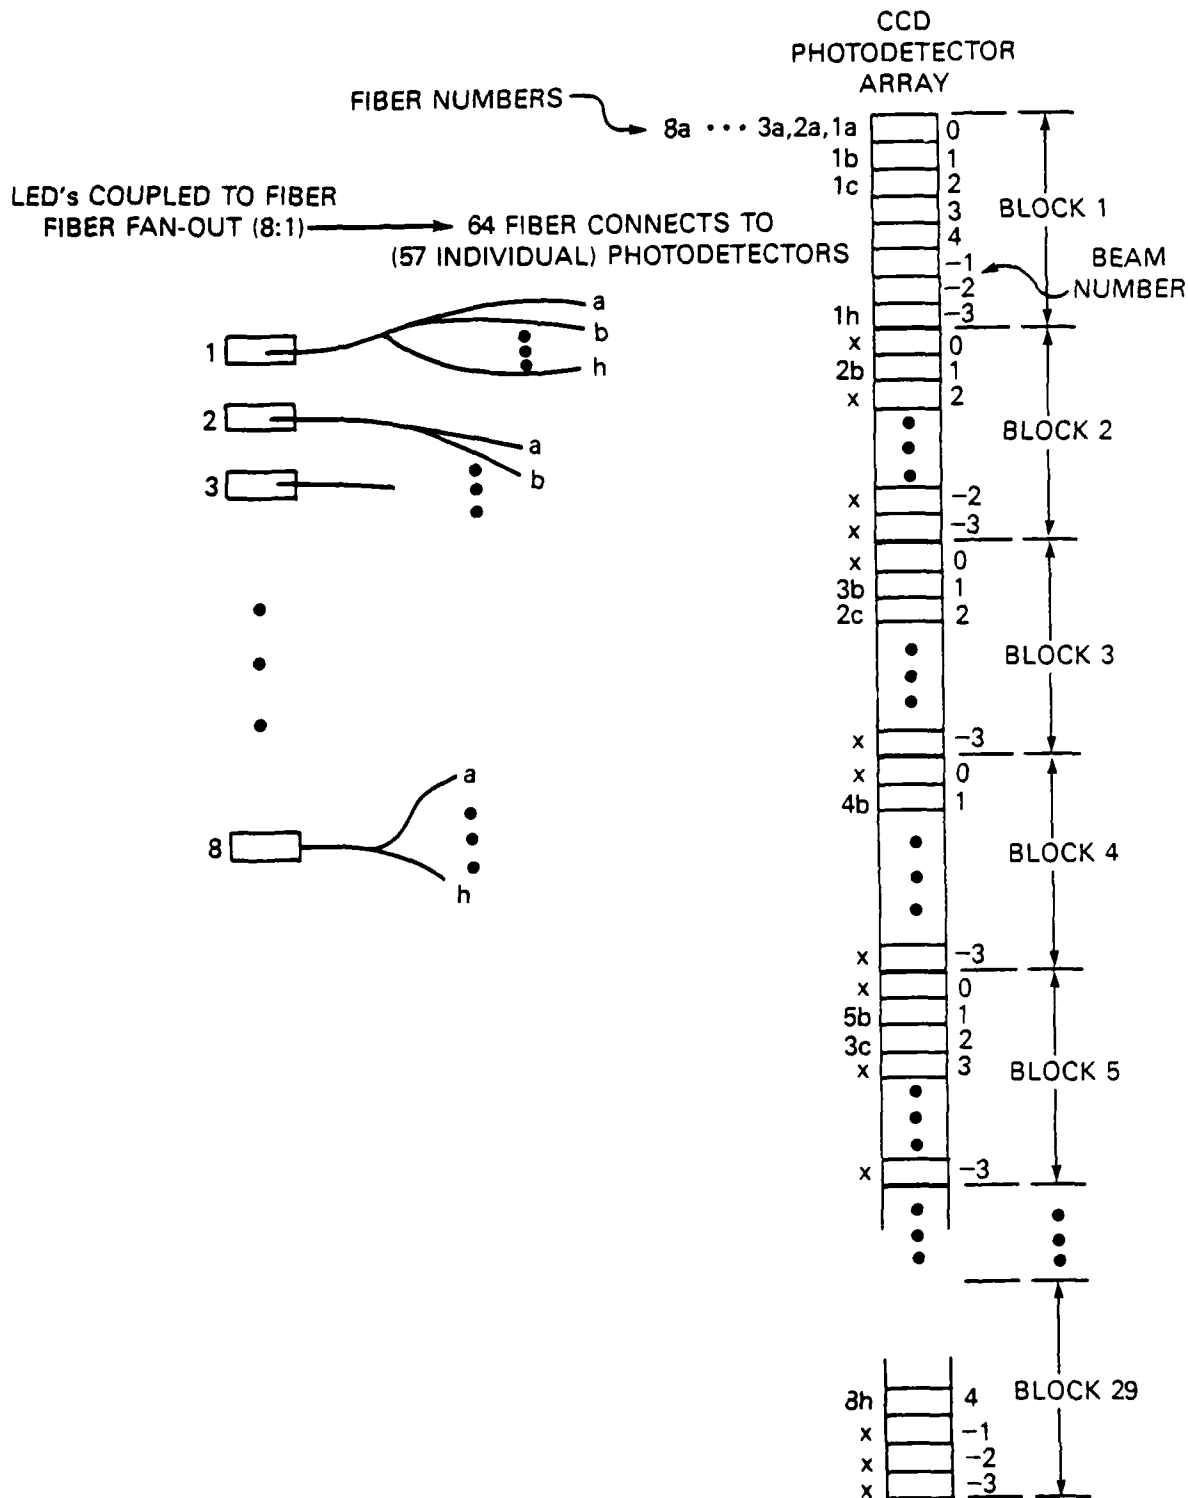 CCD
PHOTODETECTOR
ARRAY
FIBER NUMBERS
8a ··· 3a,2a,1a 0
1b 1
1c 2
LED's COUPLED TO FIBER
FIBER FAN-OUT (8:1)
64 FIBER CONNECTS TO
(57 INDIVIDUAL) PHOTODETECTORS
3
4
-1
-2
1h -3
BLOCK 1
BEAM
NUMBER
1
a
b
h
2
a
b
3
8
a
h
x 0
2b 1
x 2
x -2
x -3
BLOCK 2
x 0
3b 1
2c 2
x -3
BLOCK 3
x 0
4b 1
x -3
BLOCK 4
x 0
5b 1
3c 2
x 3
x -3
BLOCK 5
8h 4
x -1
x -2
x -3
BLOCK 29